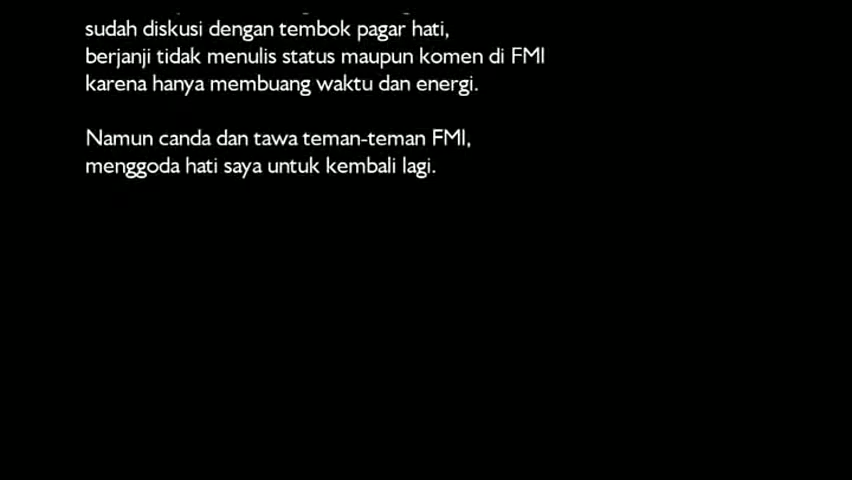 sudah diskusi dengan tembok pagar hati,
berjanji tidak menulis status maupun komen di FMI
karena hanya membuang waktu dan energi.
Namun canda dan tawa teman-teman FMI,
menggoda hati saya untuk kembali lagi.